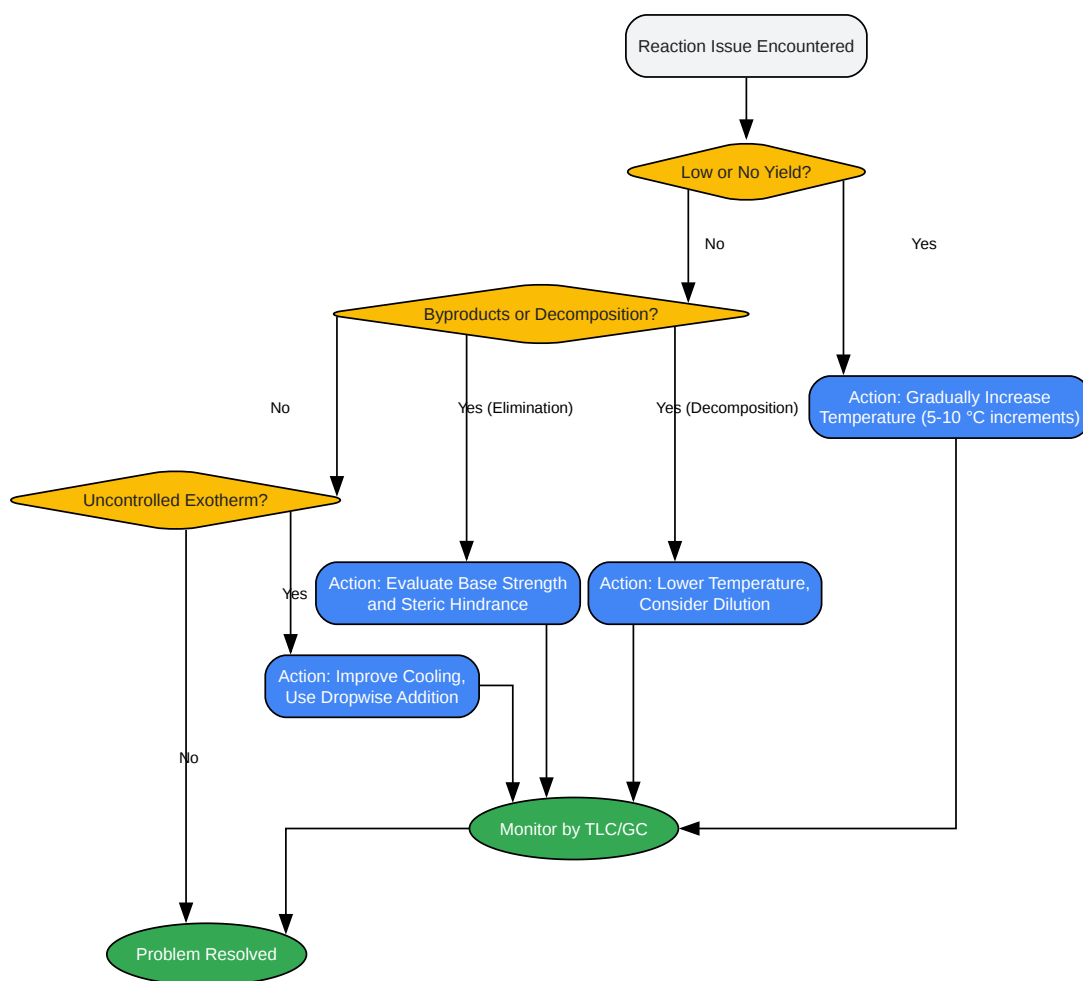 Reaction Issue Encountered
Low or No Yield?
No
Yes
Byproducts or Decomposition?
Action: Gradually Increase
Temperature (5-10 °C increments)
No
Yes (Elimination)
Yes (Decomposition)
Uncontrolled Exotherm?
Action: Evaluate Base Strength
and Steric Hindrance
Action: Lower Temperature,
Consider Dilution
Yes
Action: Improve Cooling,
Use Dropwise Addition
No
Monitor by TLC/GC
Problem Resolved